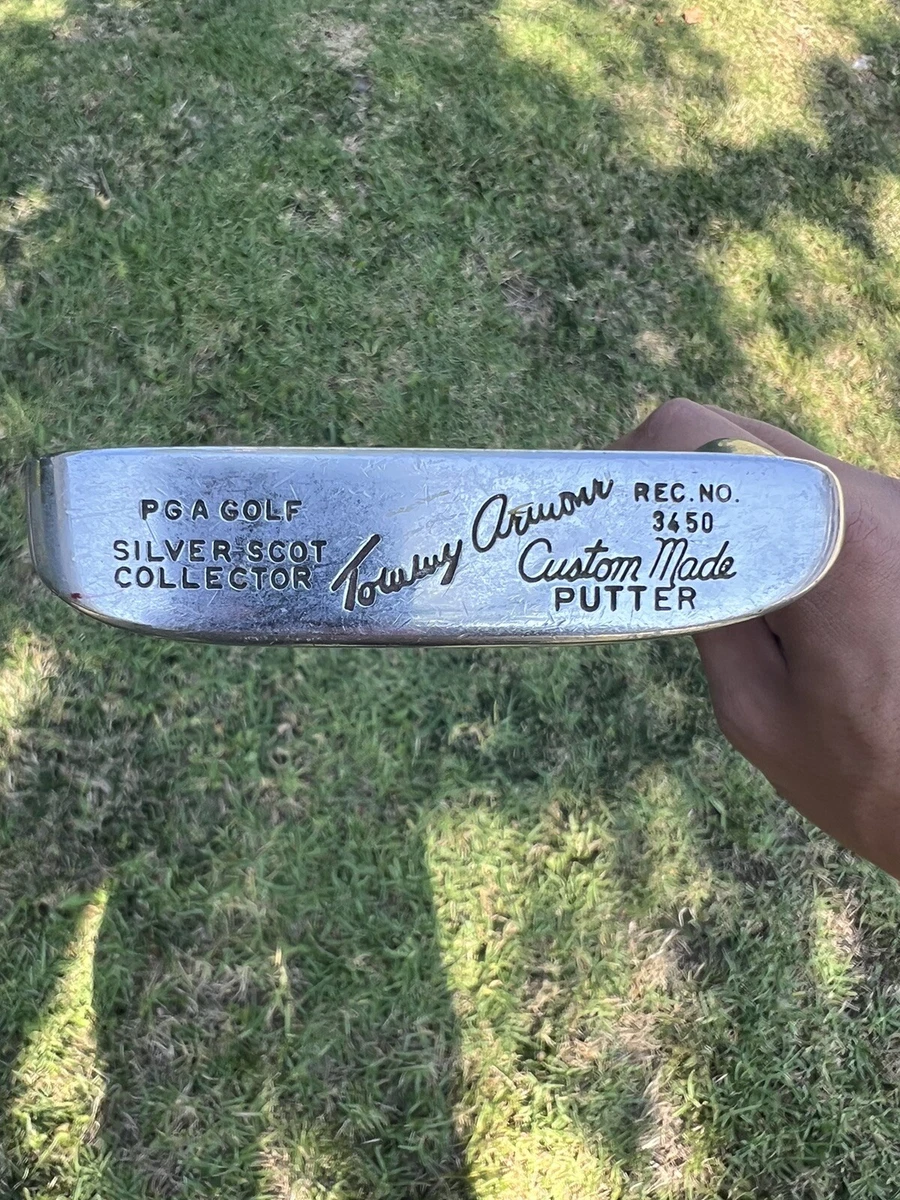 PGA GOLF
SILVER-SCOT
COLLECTOR
Tommy Armour
REC. NO.
3450
Custom Made
PUTTER